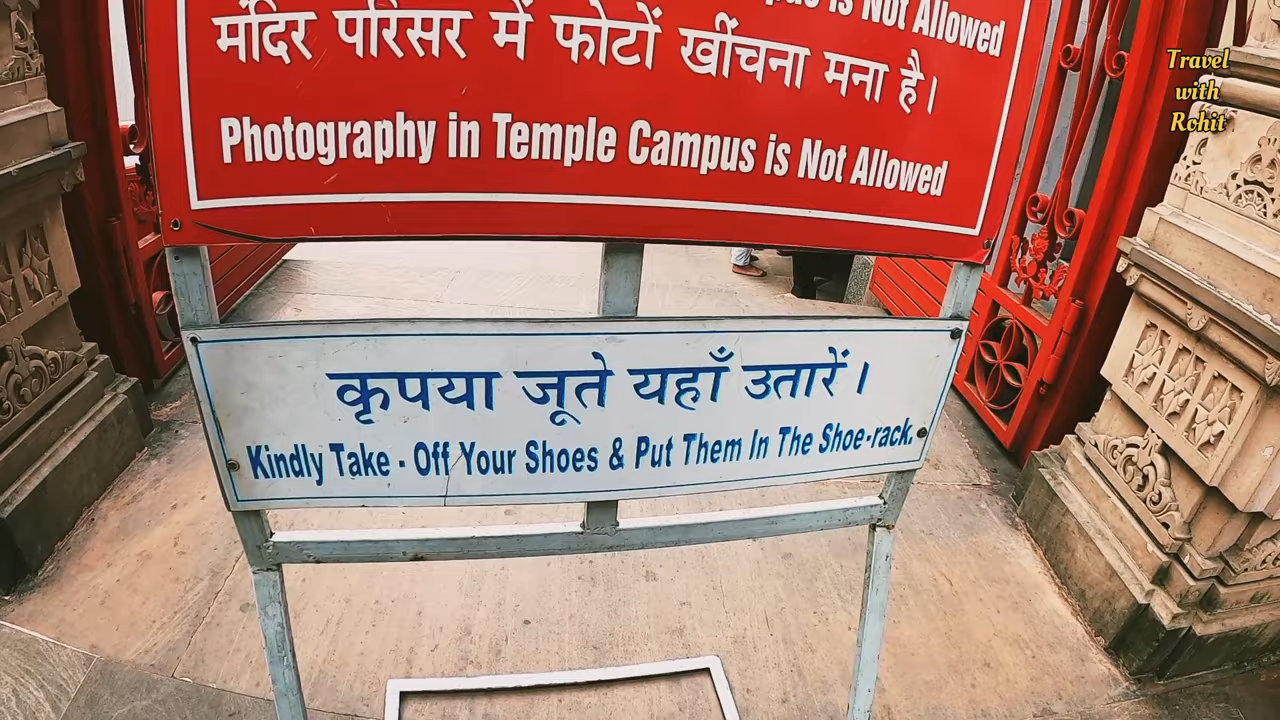 is Not Allowed
मंदिर परिसर में फोटों खींचना मना है।
Photography in Temple Campus is Not Allowed
कृपया जूते यहाँ उतारें।
Kindly Take - Off Your Shoes & Put Them In The Shoe-rack.
Travel
with
Rohit